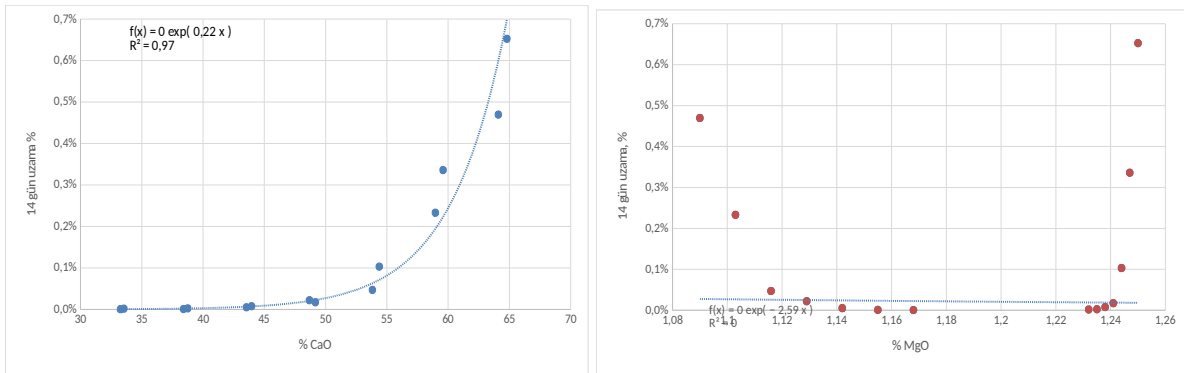 f(x) = 0 exp( 0,22 x )
R² = 0,97
14 gün uzama %
0,7%
0,6%
0,5%
0,4%
0,3%
0,2%
0,1%
0,0%
30 35 40 45 50 55 60 65 70
% CaO
14 gün uzama, %
0,7%
0,6%
0,5%
0,4%
0,3%
0,2%
0,1%
0,0%
f(x) = 0 exp( − 2,59 x )
R² = 0
1,08 1,1 1,12 1,14 1,16 1,18 1,2 1,22 1,24 1,26
% MgO